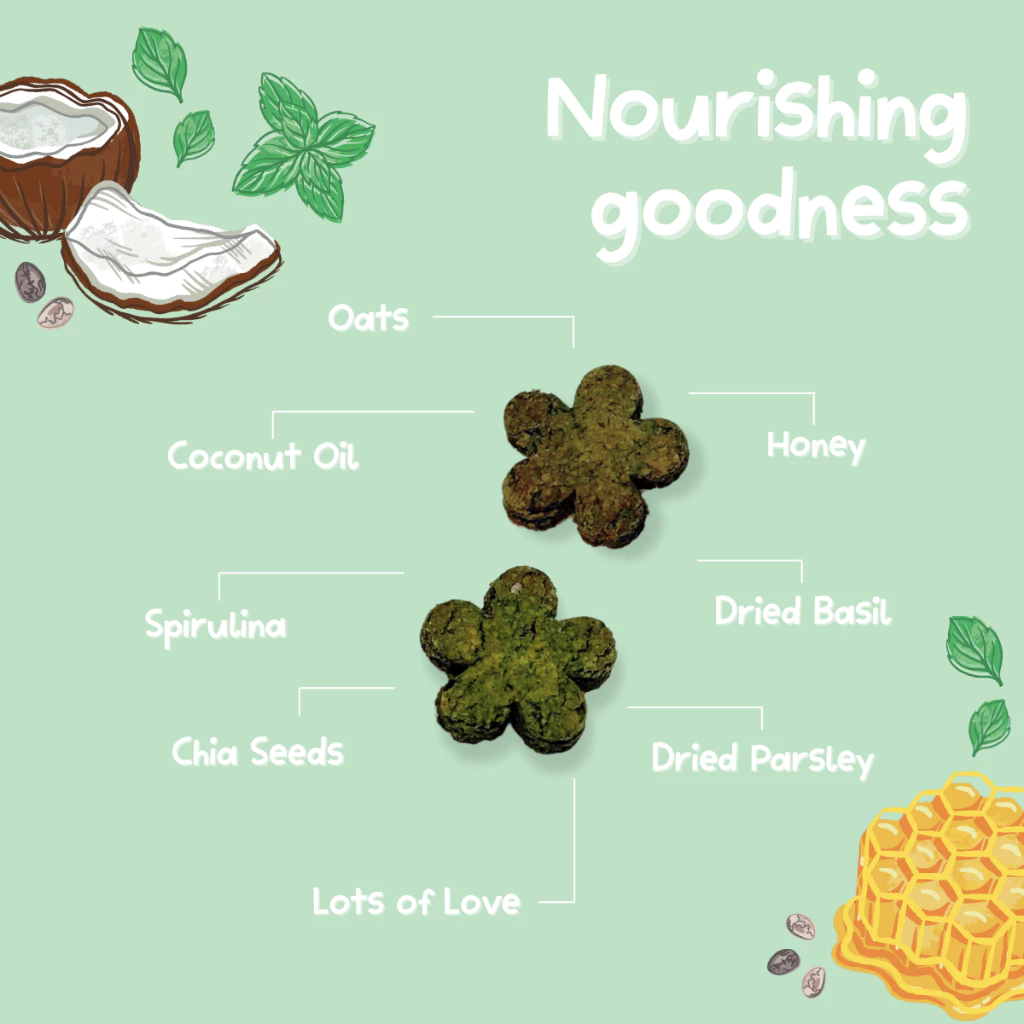 Nourishing
goodness
Oats
Coconut Oil
Honey
Spirulina
Dried Basil
Chia Seeds
Dried Parsley
Lots of Love